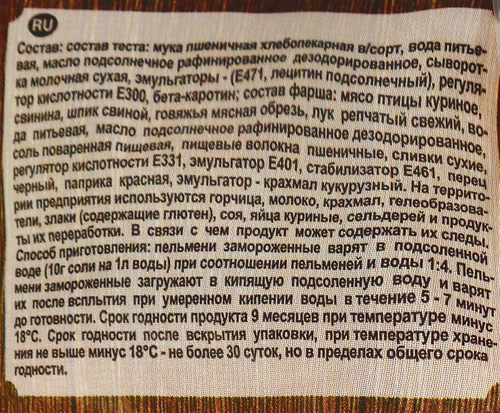 RU
Состав: состав теста: мука пшеничная хлебопекарная в/сорт, вода питье-
вая, масло подсолнечное рафинированное дезодорированное, сыворот-
ка молочная сухая, эмульгаторы - (Е471, лецитин подсолнечный), регуля-
тор кислотности Е300, бета-каротин; состав фарша: мясо птицы куриное,
свинина, шпик свиной, говяжья мясная обрезь, лук репчатый свежий, во-
да питьевая, масло подсолнечное рафинированное дезодорированное,
соль поваренная пищевая, пищевые волокна пшеничные, сливки сухие,
регулятор кислотности Е331, эмульгатор Е401, стабилизатор Е461, перец
черный, паприка красная, эмульгатор - крахмал кукурузный. На террито-
рии предприятия используются горчица, молоко, крахмал, гелеобразова-
тели, злаки (содержащие глютен), соя, яйца куриные, сельдерей и продук-
ты их переработки. В связи с чем продукт может содержать их следы.
Способ приготовления: пельмени замороженные варят в подсоленной
воде (10г соли на 1л воды) при соотношении пельменей и воды 1:4. Пель-
мени замороженные загружают в кипящую подсоленную воду и варят
их после всплытия при умеренном кипении воды в течение 5 - 7 минут
до готовности. Срок годности продукта 9 месяцев при температуре минус
18°С. Срок годности после вскрытия упаковки, при температуре хране-
ния не выше минус 18°С - не более 30 суток, но в пределах общего срока
годности.